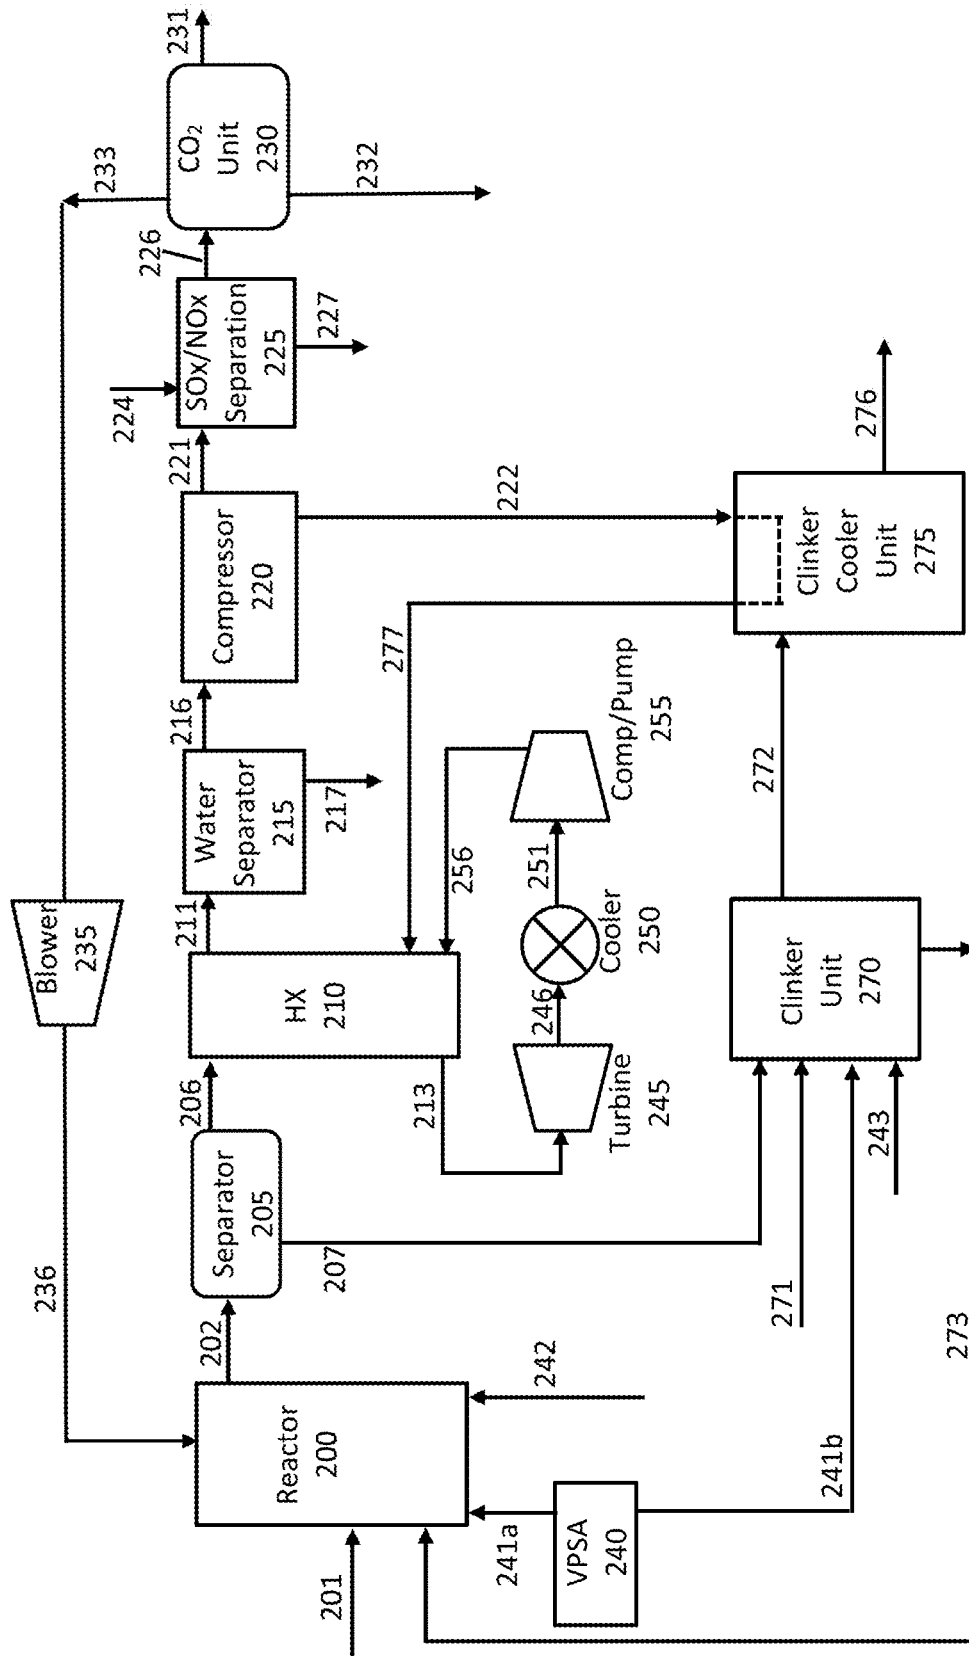 236
Blower
235
233
231
201
Reactor
200
202
Separator
205
206
HX
210
211
Water
Separator
215
216
Compressor
220
221
224
SOx/NOx
Separation
225
226
CO₂
Unit
230
241a
242
207
213
217
227
232
VPSA
240
Turbine
245
246
Cooler
250
251
256
Comp/Pump
255
277
222
241b
271
243
Clinker
Unit
270
272
Clinker
Cooler
Unit
275
276
273